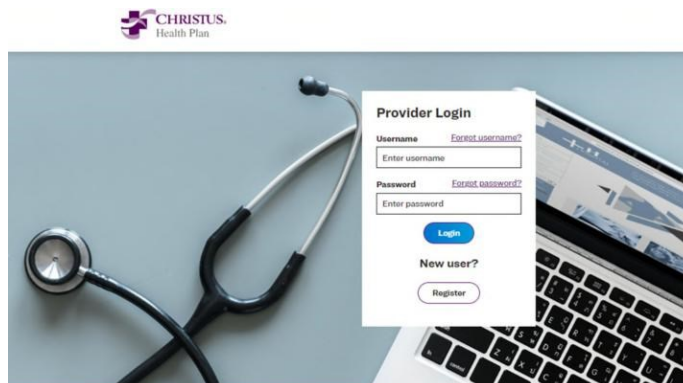 CHRISTUS.
Health Plan
Provider Login
Username Forgot username?
Enter username
Password Forgot password?
Enter password
Login
New user?
Register
control